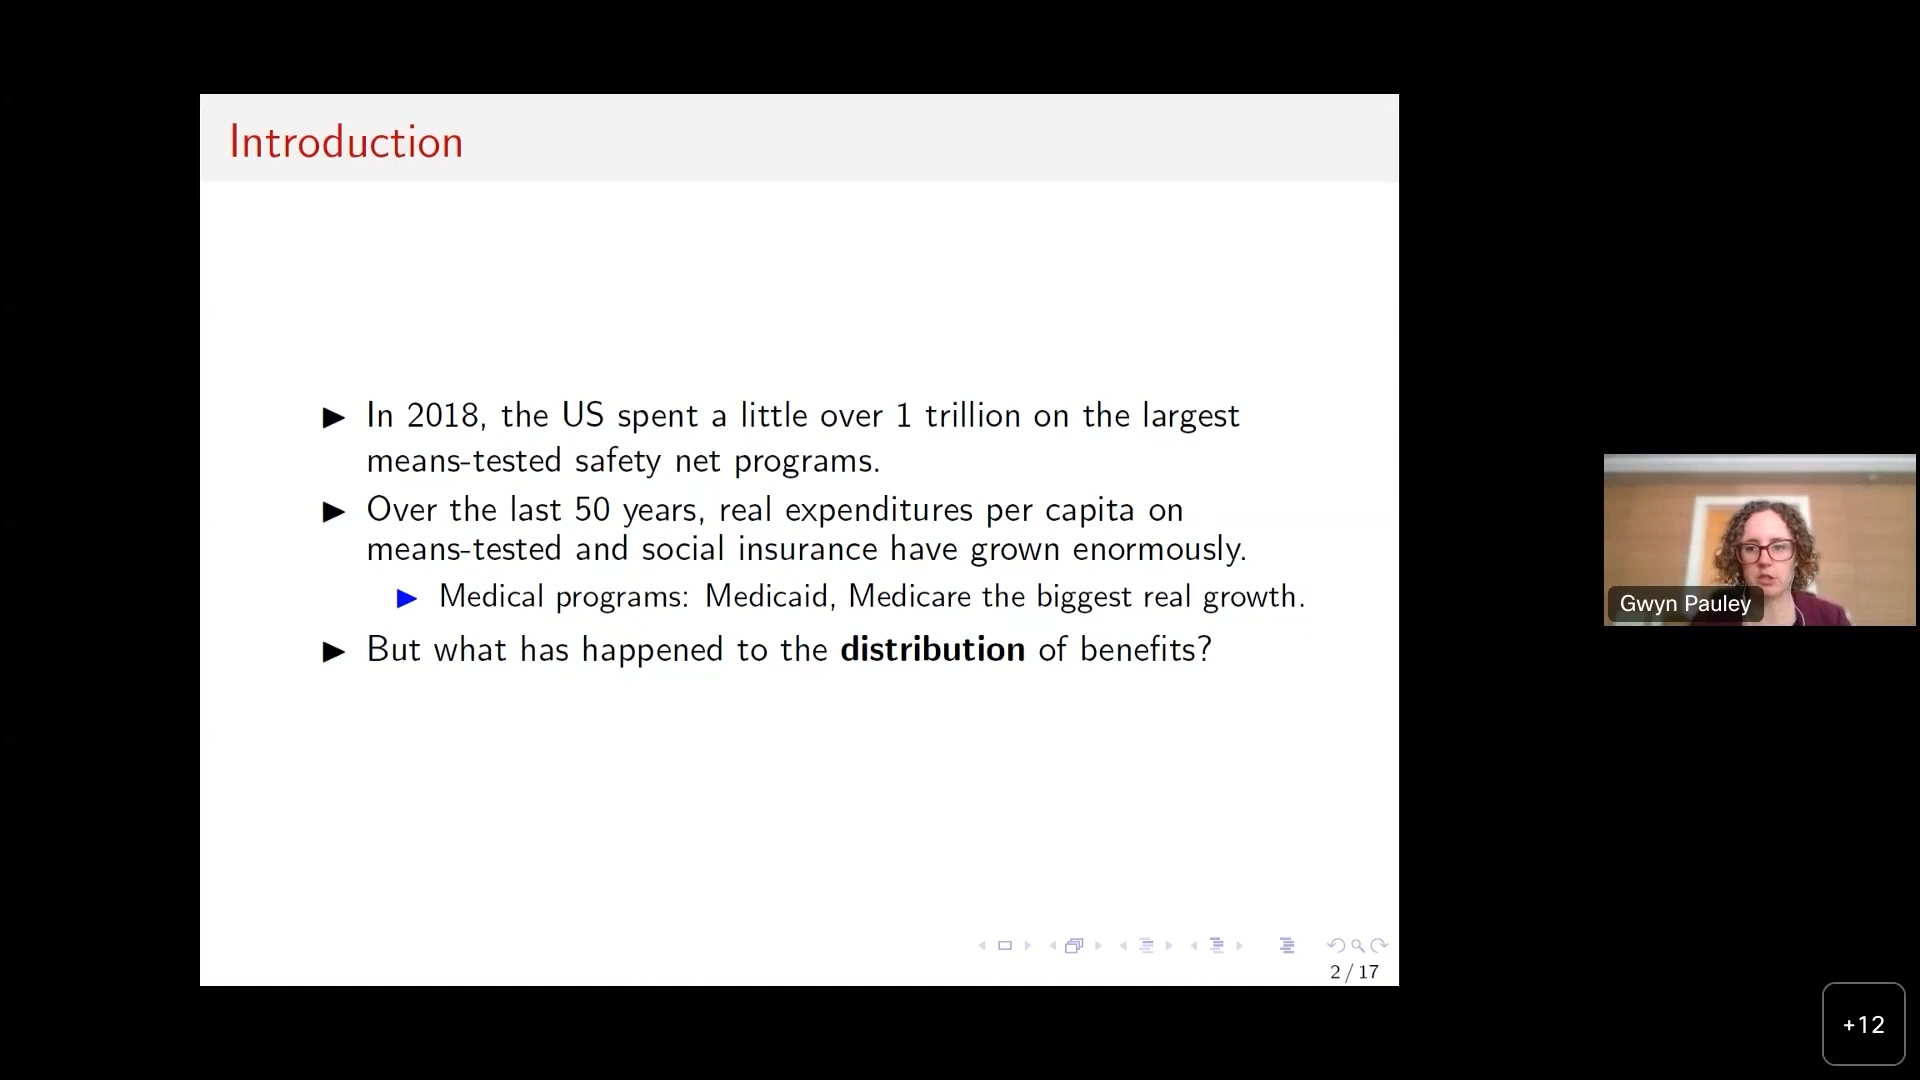 Introduction
In 2018, the US spent a little over 1 trillion on the largest
means-tested safety net programs.
Over the last 50 years, real expenditures per capita on
means-tested and social insurance have grown enormously.
Medical programs: Medicaid, Medicare the biggest real growth.
But what has happened to the distribution of benefits?
2 / 17
Gwyn Pauley
+12